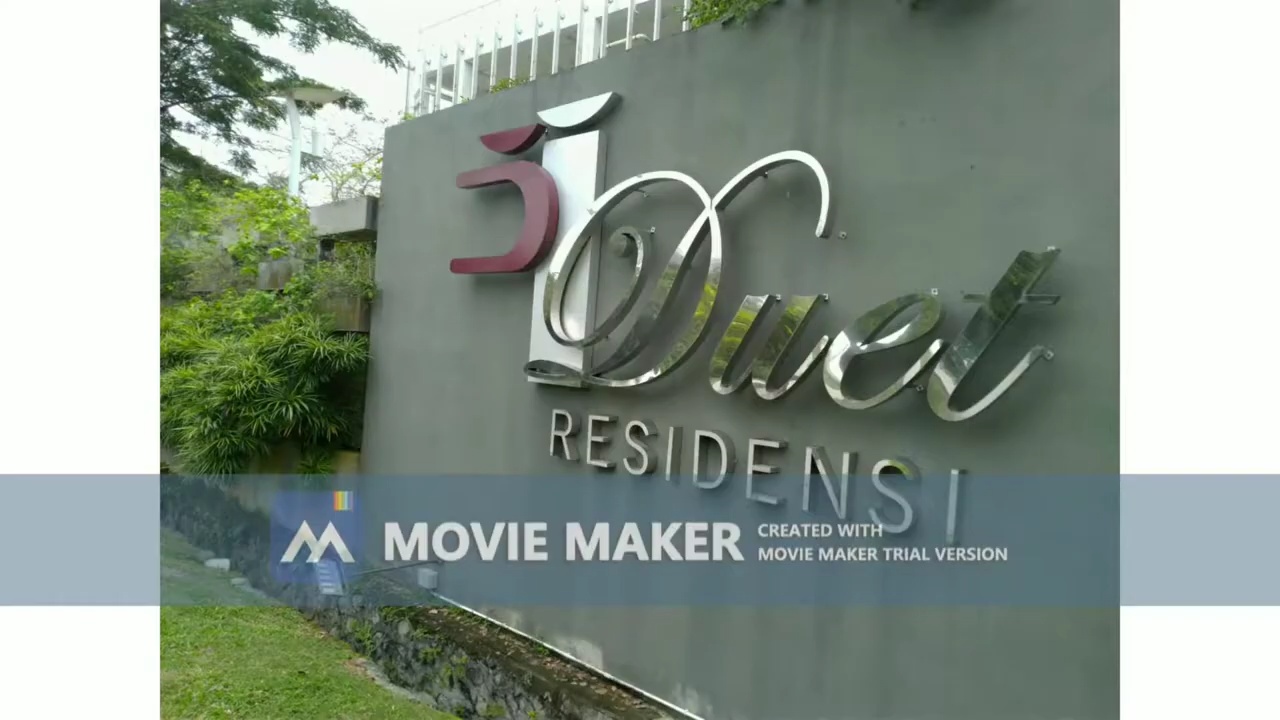 Duet
RESIDENSI
MOVIE MAKER
CREATED WITH
MOVIE MAKER TRIAL VERSION